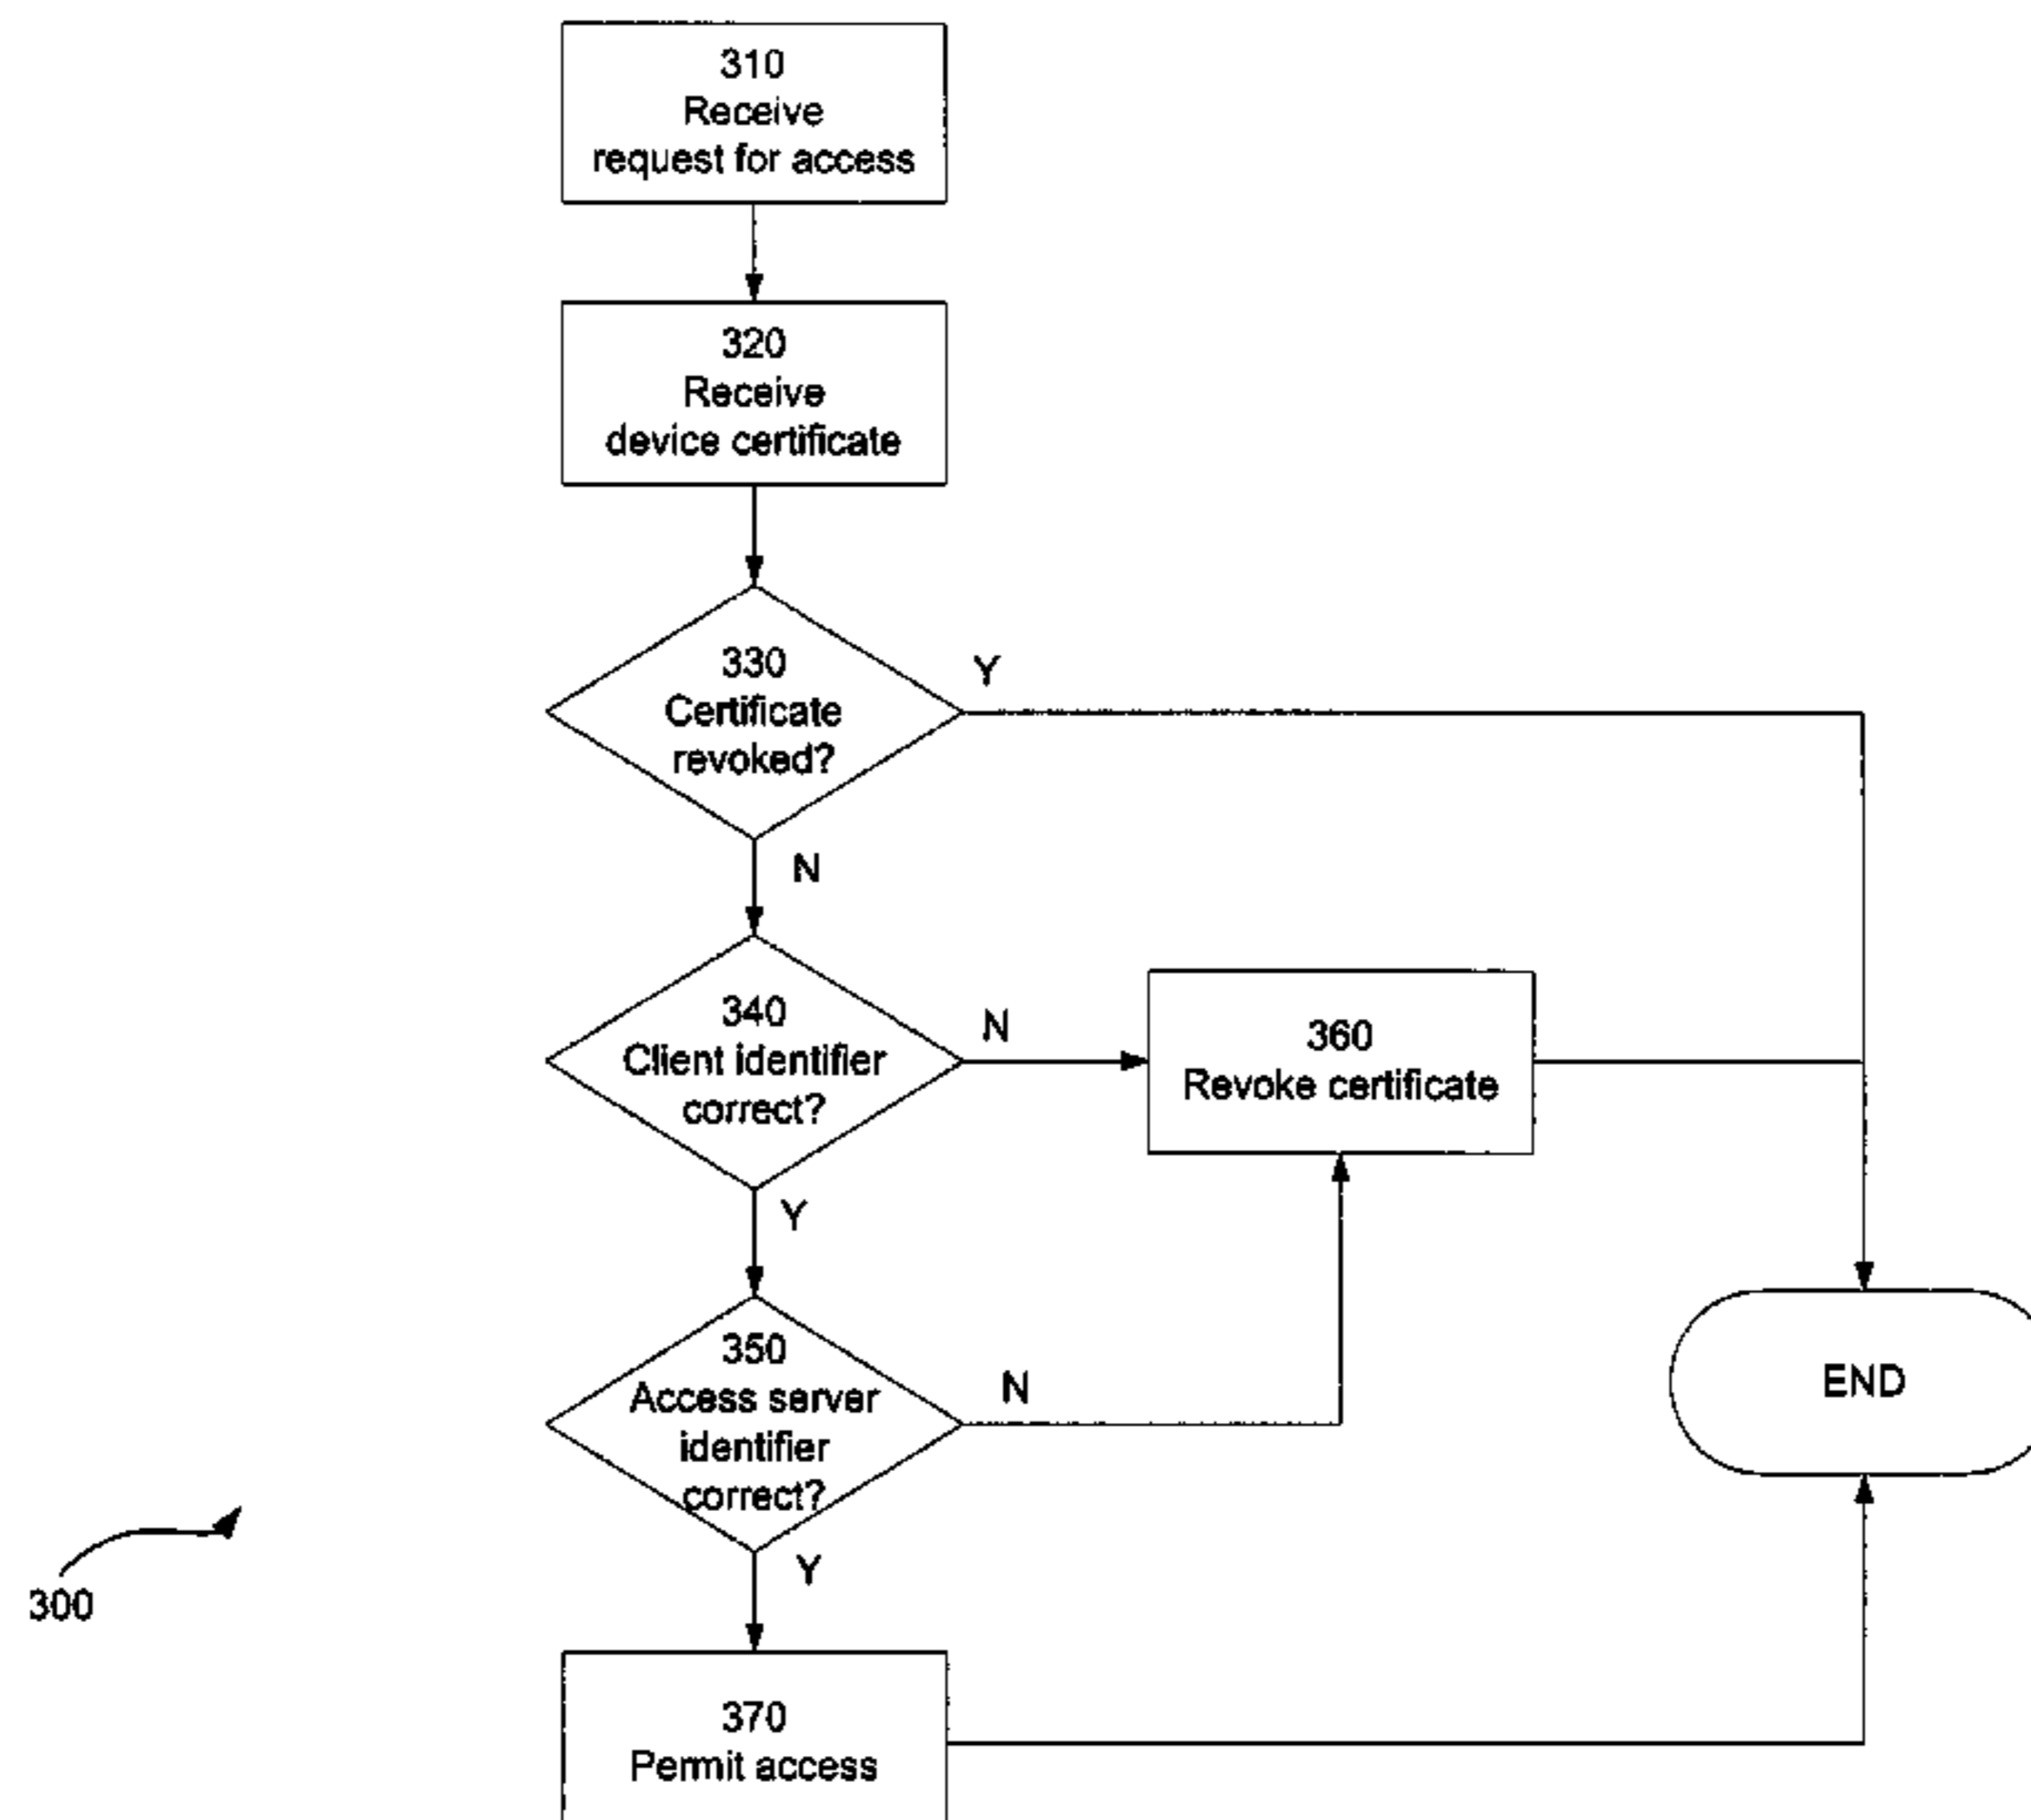 310
Receive
request for access
320
Receive
device certificate
330
Certificate
revoked?
Y
N
340
Client identifier
correct?
N
360
Revoke certificate
Y
350
Access server
identifier
correct?
N
END
Y
300
370
Permit access